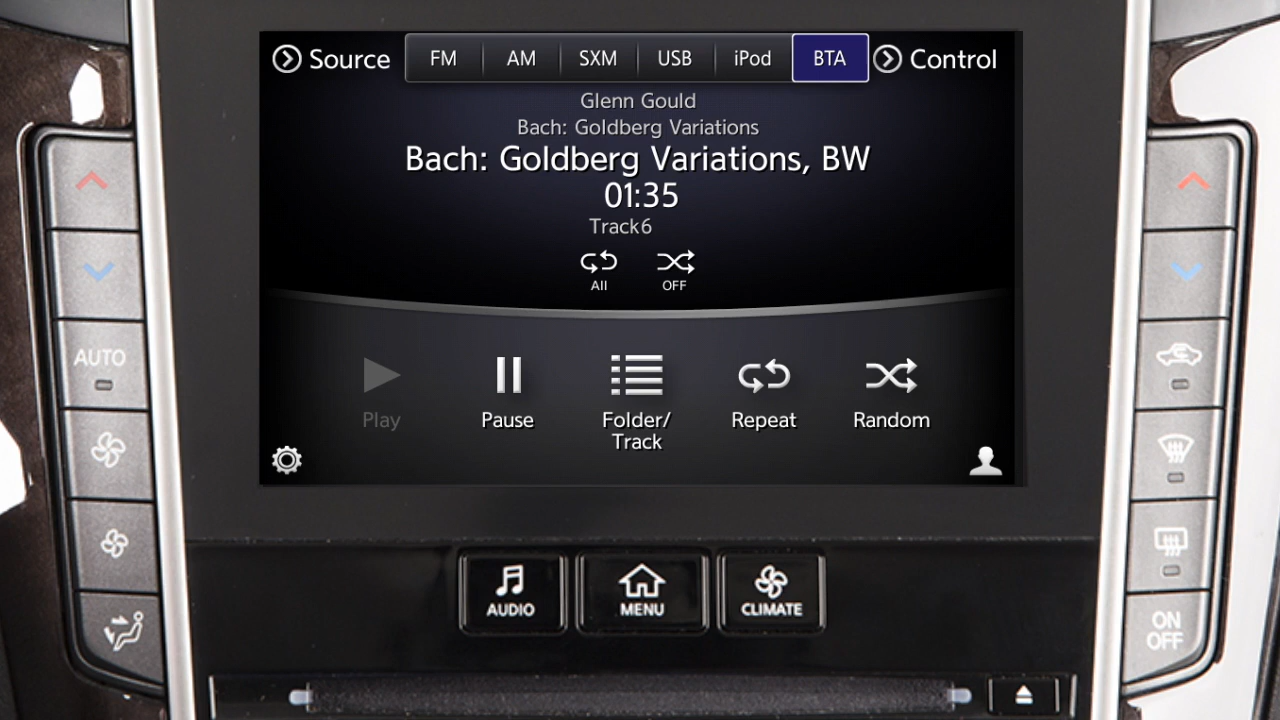 Source FM AM SXM USB iPod BTA Control
Glenn Gould
Bach: Goldberg Variations
Bach: Goldberg Variations, BW
01:35
Track6
All OFF
Play Pause Folder/ Repeat Random
Track
AUTO
AUDIO MENU CLIMATE
ON
OFF